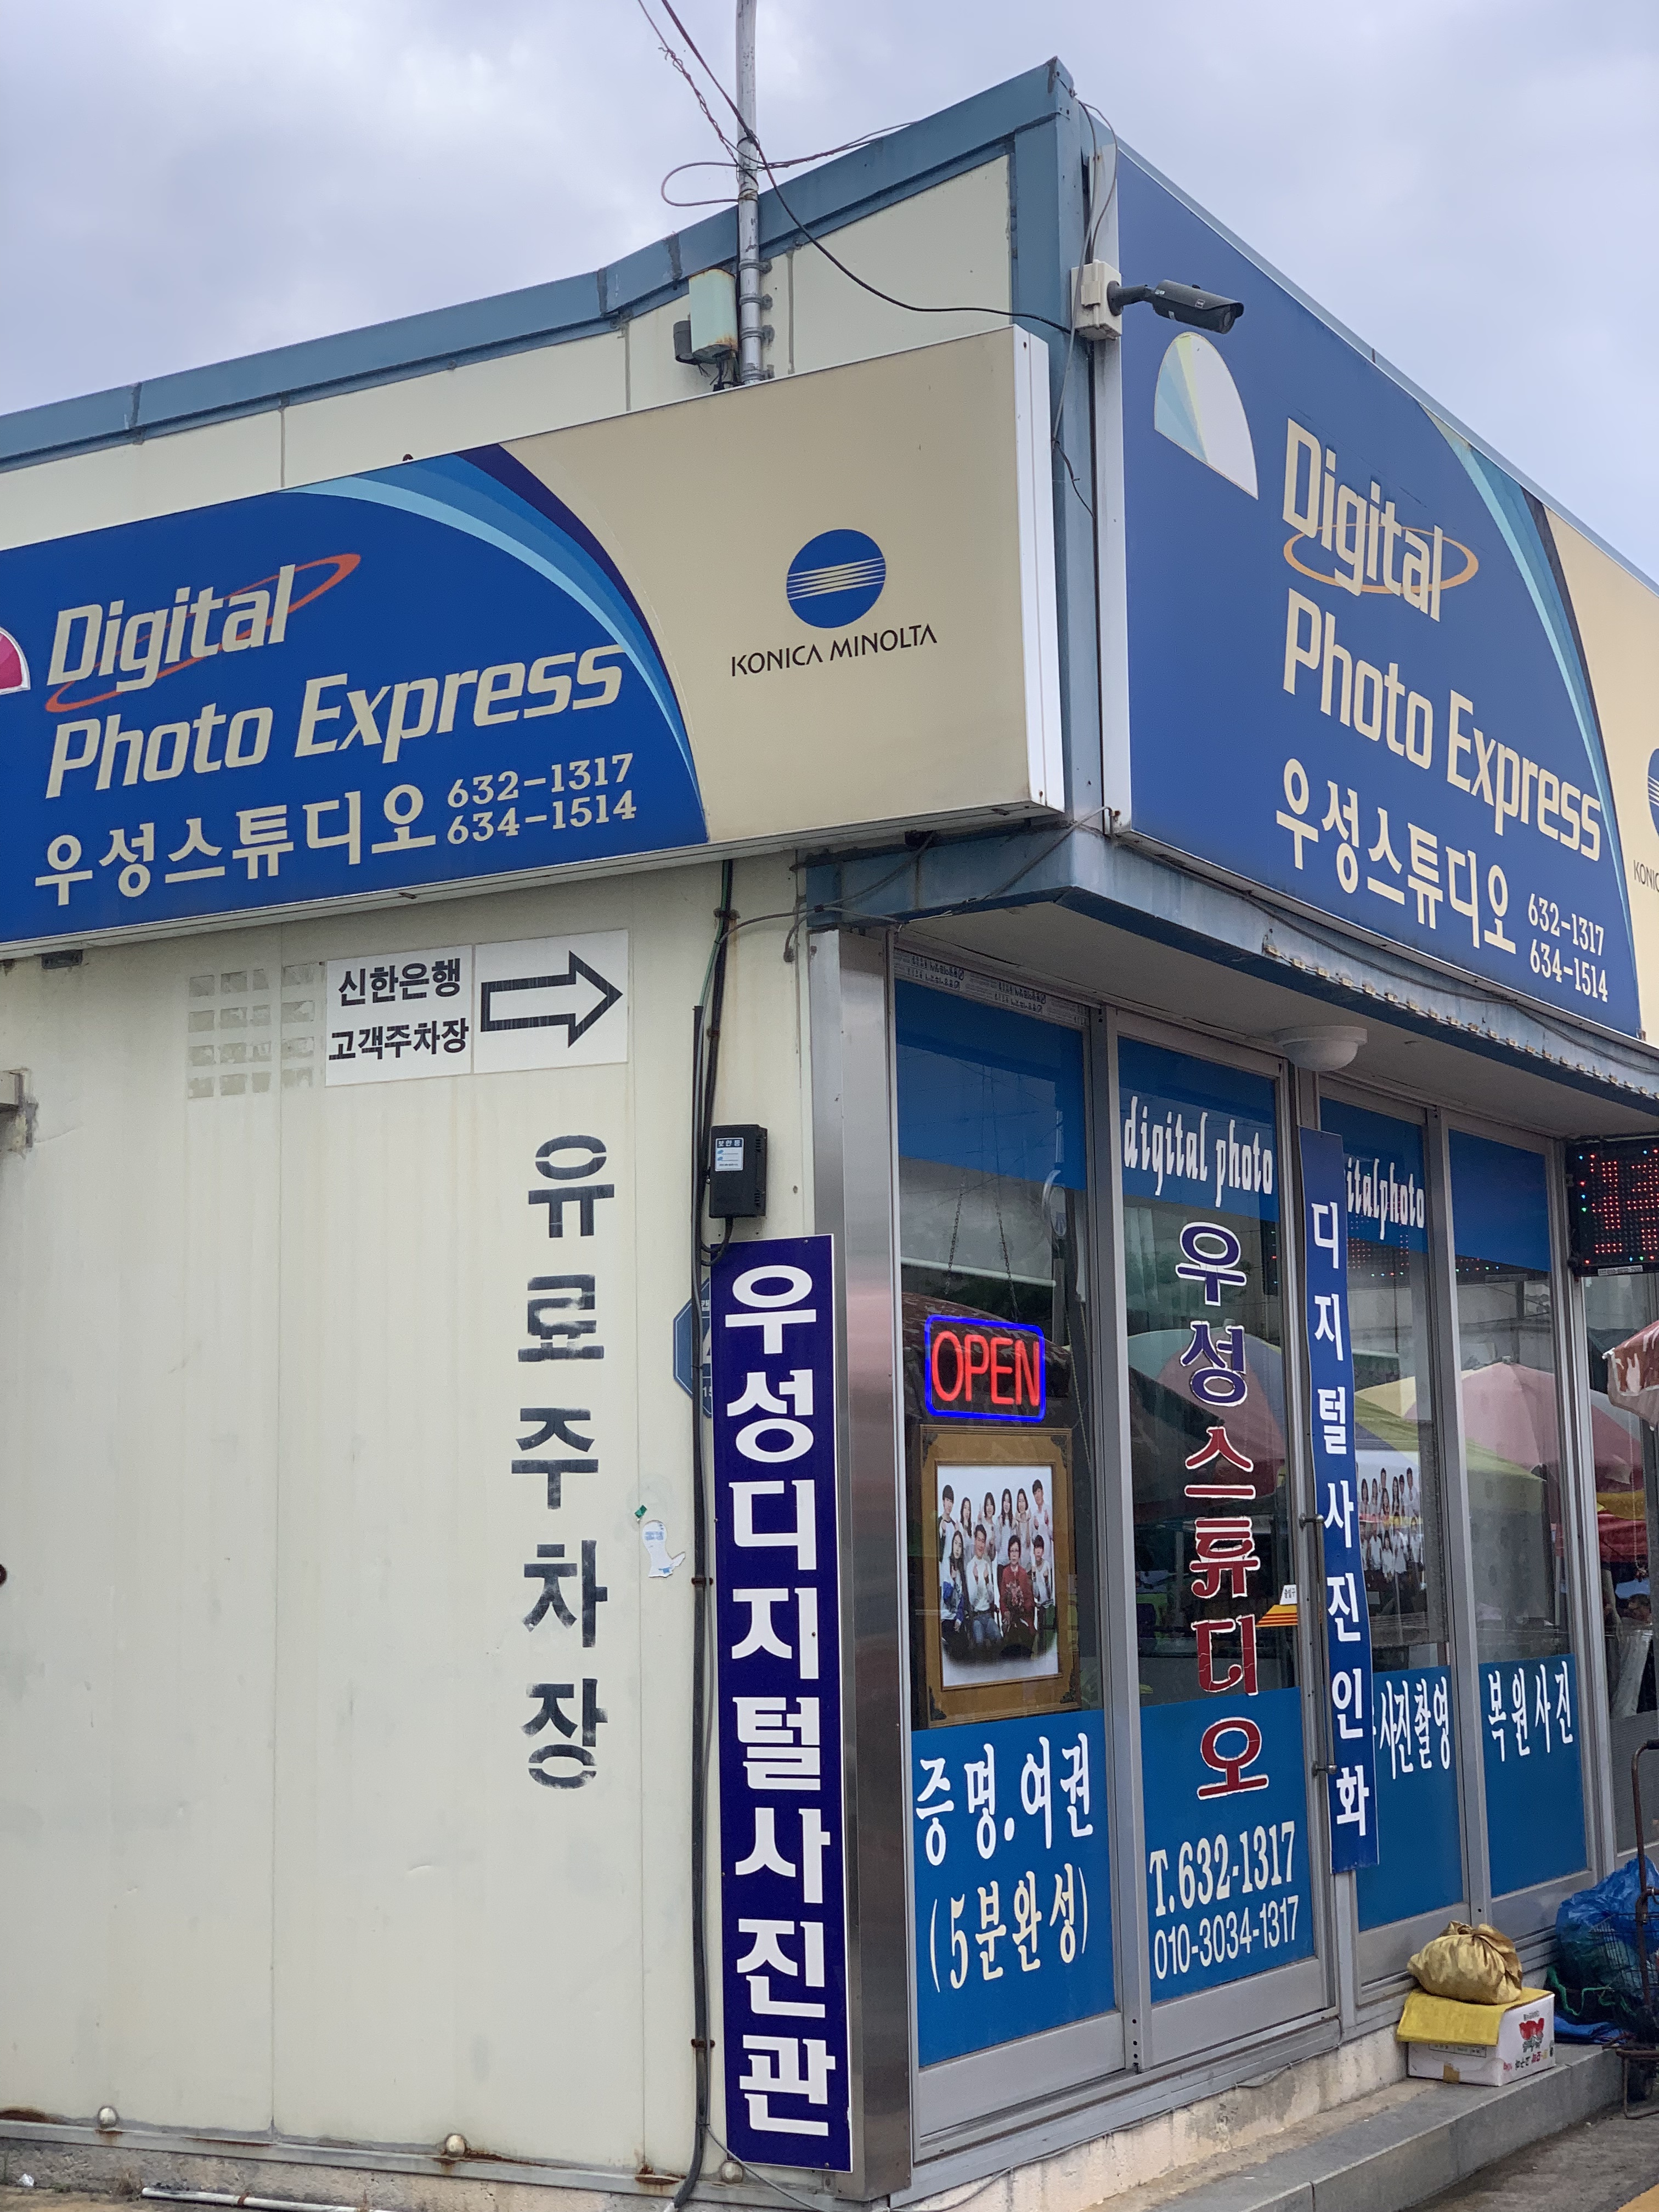 Digital
Photo Express
우성스튜디오
632-1317
634-1514
KONICA MINOLTA
Digital
Photo Express
우성스튜디오
632-1317
634-1514
신한은행
고객주차장
유료주차장
우성디지털사진관
OPEN
증명.여권
(5분완성)
digital photo
우성스튜디오
T.632-1317
010-3034-1317
디지털사진인화
사진촬영
복원사진